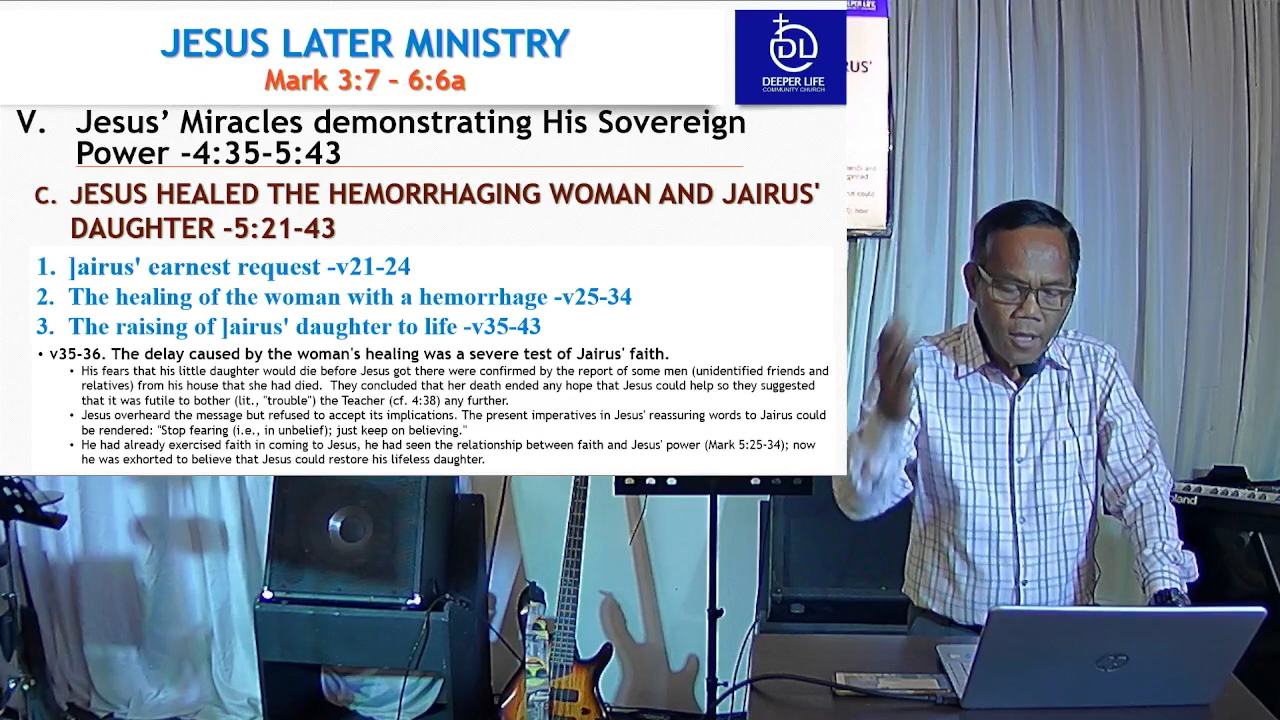 JESUS LATER MINISTRY
Mark 3:7 – 6:6a
DL
DEEPER LIFE
COMMUNITY CHURCH
V. Jesus’ Miracles demonstrating His Sovereign
Power -4:35-5:43
C. JESUS HEALED THE HEMORRHAGING WOMAN AND JAIRUS'
DAUGHTER -5:21-43
1. ]airus' earnest request -v21-24
2. The healing of the woman with a hemorrhage -v25-34
3. The raising of ]airus' daughter to life -v35-43
• v35-36. The delay caused by the woman's healing was a severe test of Jairus' faith.
• His fears that his little daughter would die before Jesus got there were confirmed by the report of some men (unidentified friends and
relatives) from his house that she had died. They concluded that her death ended any hope that Jesus could help so they suggested
that it was futile to bother (lit., "trouble") the Teacher (cf. 4:38) any further.
• Jesus overheard the message but refused to accept its implications. The present imperatives in Jesus' reassuring words to Jairus could
be rendered: "Stop fearing (i.e., in unbelief); just keep on believing."
• He had already exercised faith in coming to Jesus, he had seen the relationship between faith and Jesus' power (Mark 5:25-34); now
he was exhorted to believe that Jesus could restore his lifeless daughter.
RUS'
Roland
hp